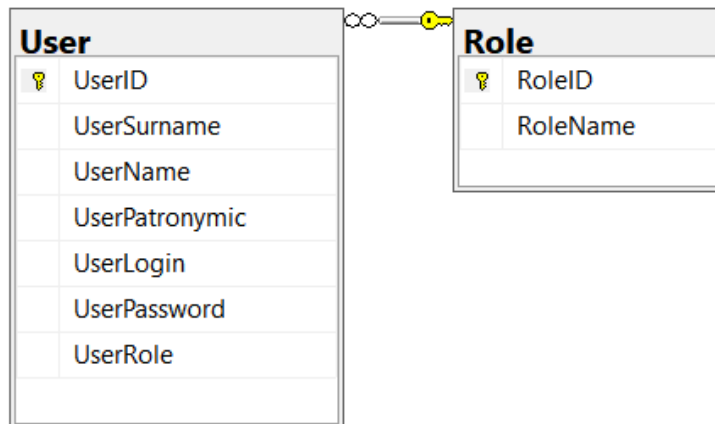 User
UserID
UserSurname
UserName
UserPatronymic
UserLogin
UserPassword
UserRole
Role
RoleID
RoleName